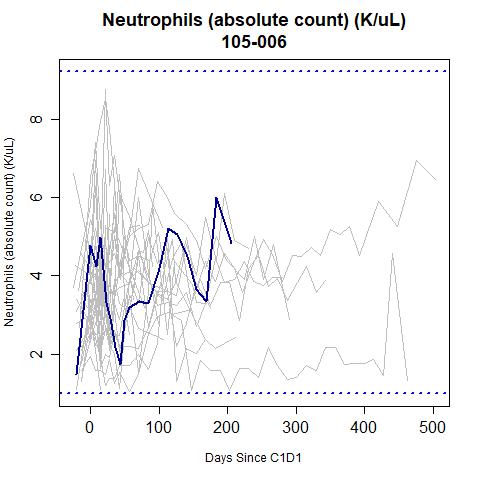 Neutrophils (absolute count) (K/uL)
105-006
Neutrophils (absolute count) (K/uL)
8
6
4
2
0 100 200 300 400 500
Days Since C1D1